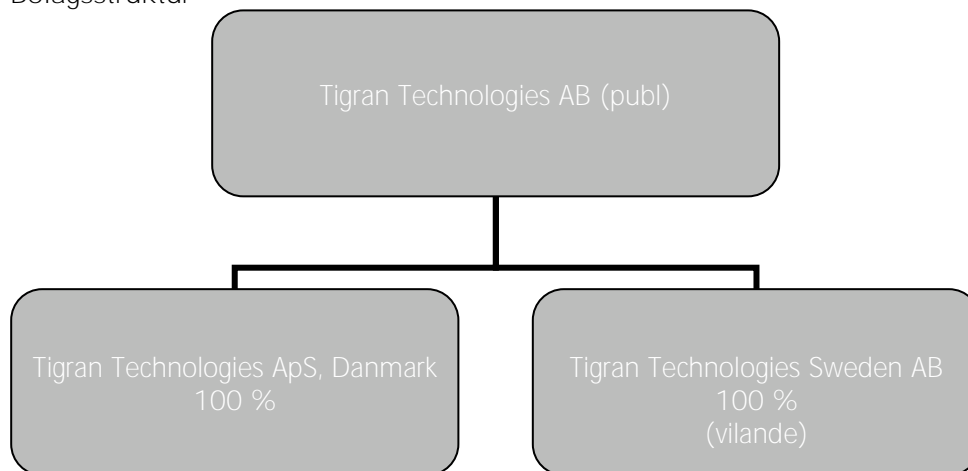 Bolagsstruktur
Tigran Technologies AB (publ)
Tigran Technologies ApS, Danmark
100 %
Tigran Technologies Sweden AB
100 %
(vilande)